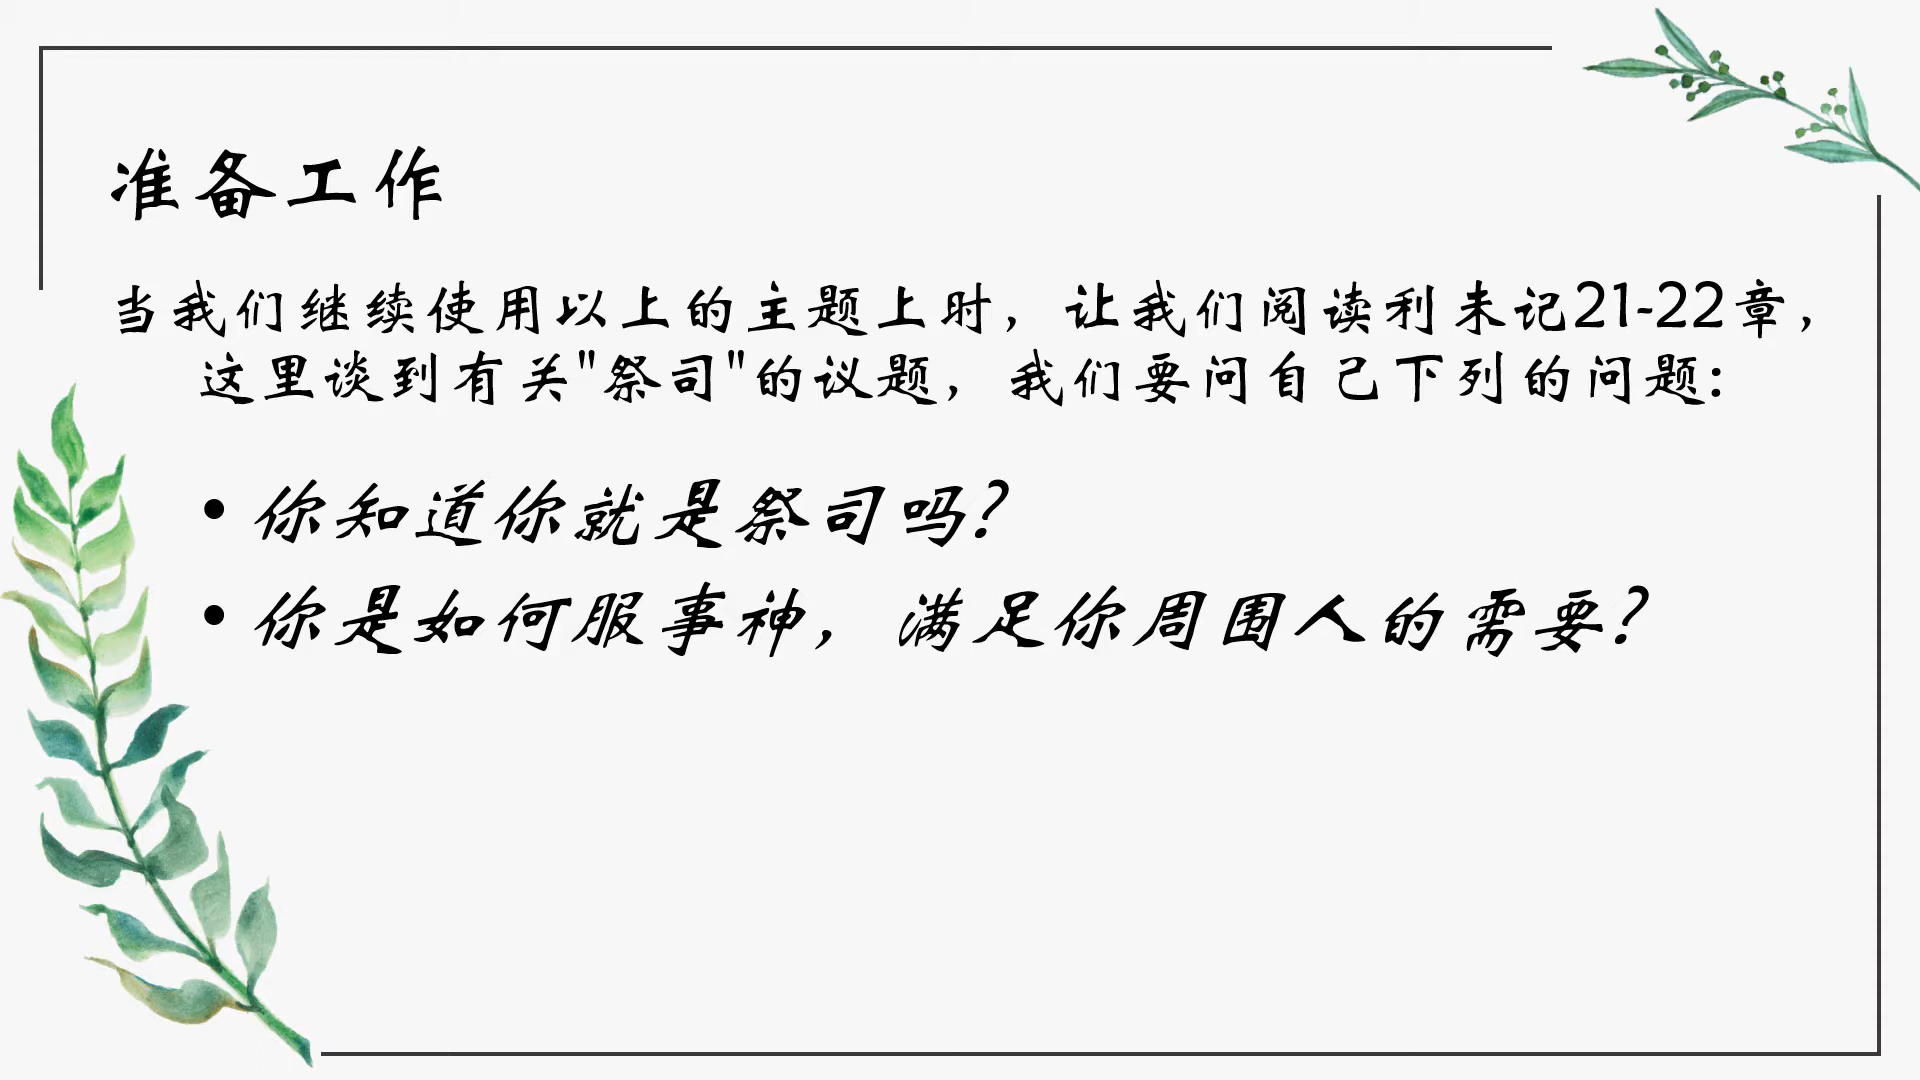 准备工作
当我们继续使用以上的主题上时，让我们阅读利未记21-22章，
这里谈到有关"祭司"的议题，我们要问自己下列的问题：
• 你知道你就是祭司吗？
• 你是如何服事神，满足你周围人的需要？